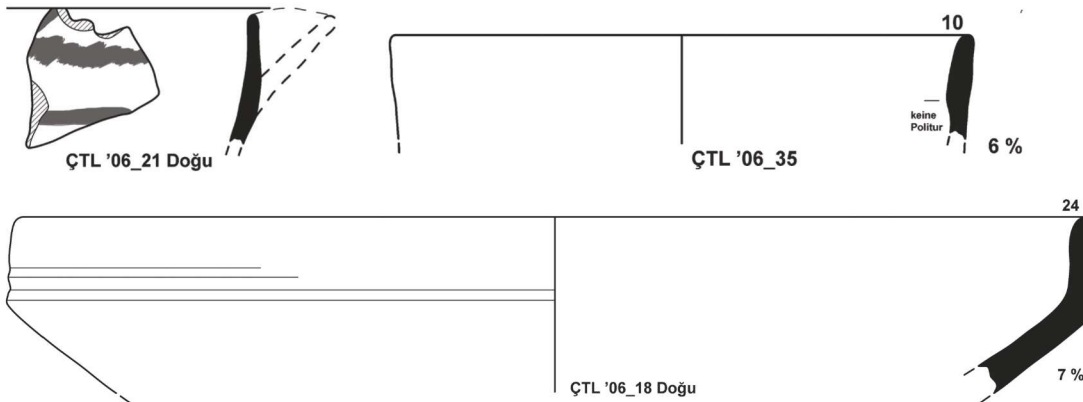 ÇTL '06_21 Doğu
10
keine
Politur
6 %
ÇTL '06_35
24
7 %
ÇTL '06_18 Doğu